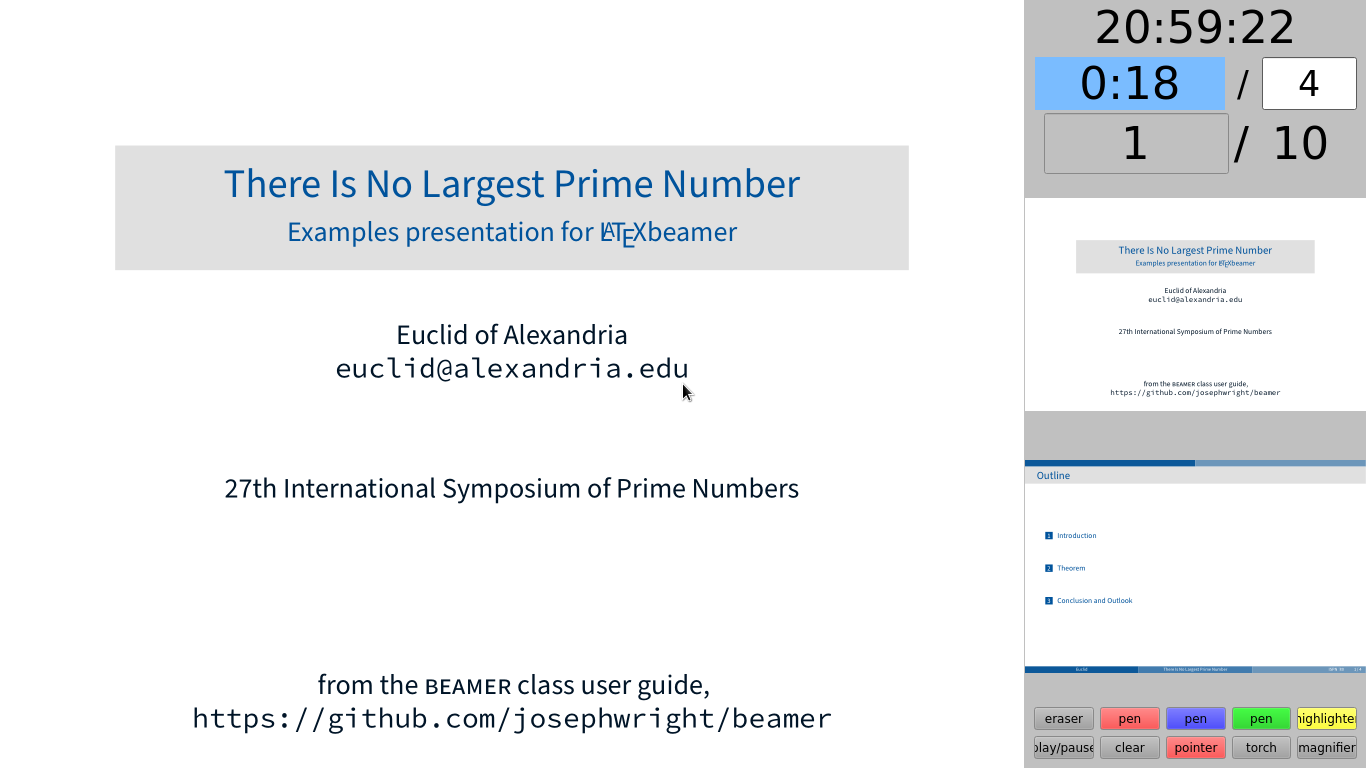 There Is No Largest Prime Number
Examples presentation for LATEXbeamer
Euclid of Alexandria
euclid@alexandria.edu
27th International Symposium of Prime Numbers
from the BEAMER class user guide,
https://github.com/josephwright/beamer
20:59:22
0:18 / 4
1 / 10
There Is No Largest Prime Number
Examples presentation for LATEXbeamer
Euclid of Alexandria
euclid@alexandria.edu
27th International Symposium of Prime Numbers
from the BEAMER class user guide,
https://github.com/josephwright/beamer
Outline
1 Introduction
2 Theorem
3 Conclusion and Outlook
Euclid There Is No Largest Prime Number
eraser pen pen pen highlighter
play/pause clear pointer torch magnifier